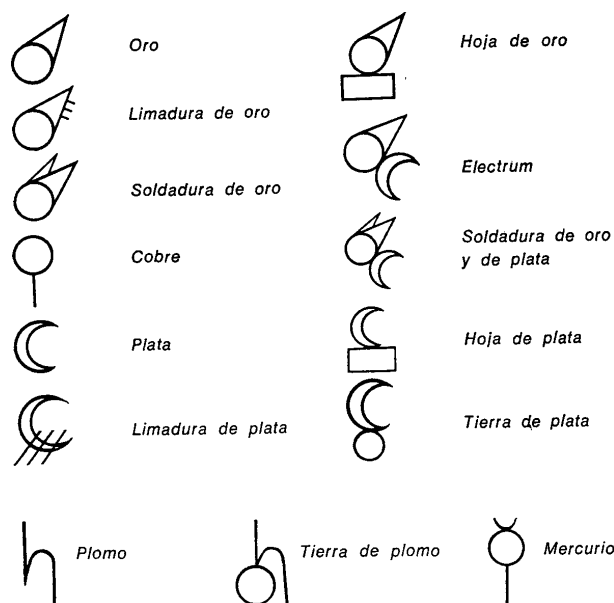 Oro
Limadura de oro
Soldadura de oro
Cobre
Plata
Limadura de plata
Hoja de oro
Electrum
Soldadura de oro
y de plata
Hoja de plata
Tierra de plata
Plomo
Tierra de plomo
Mercurio